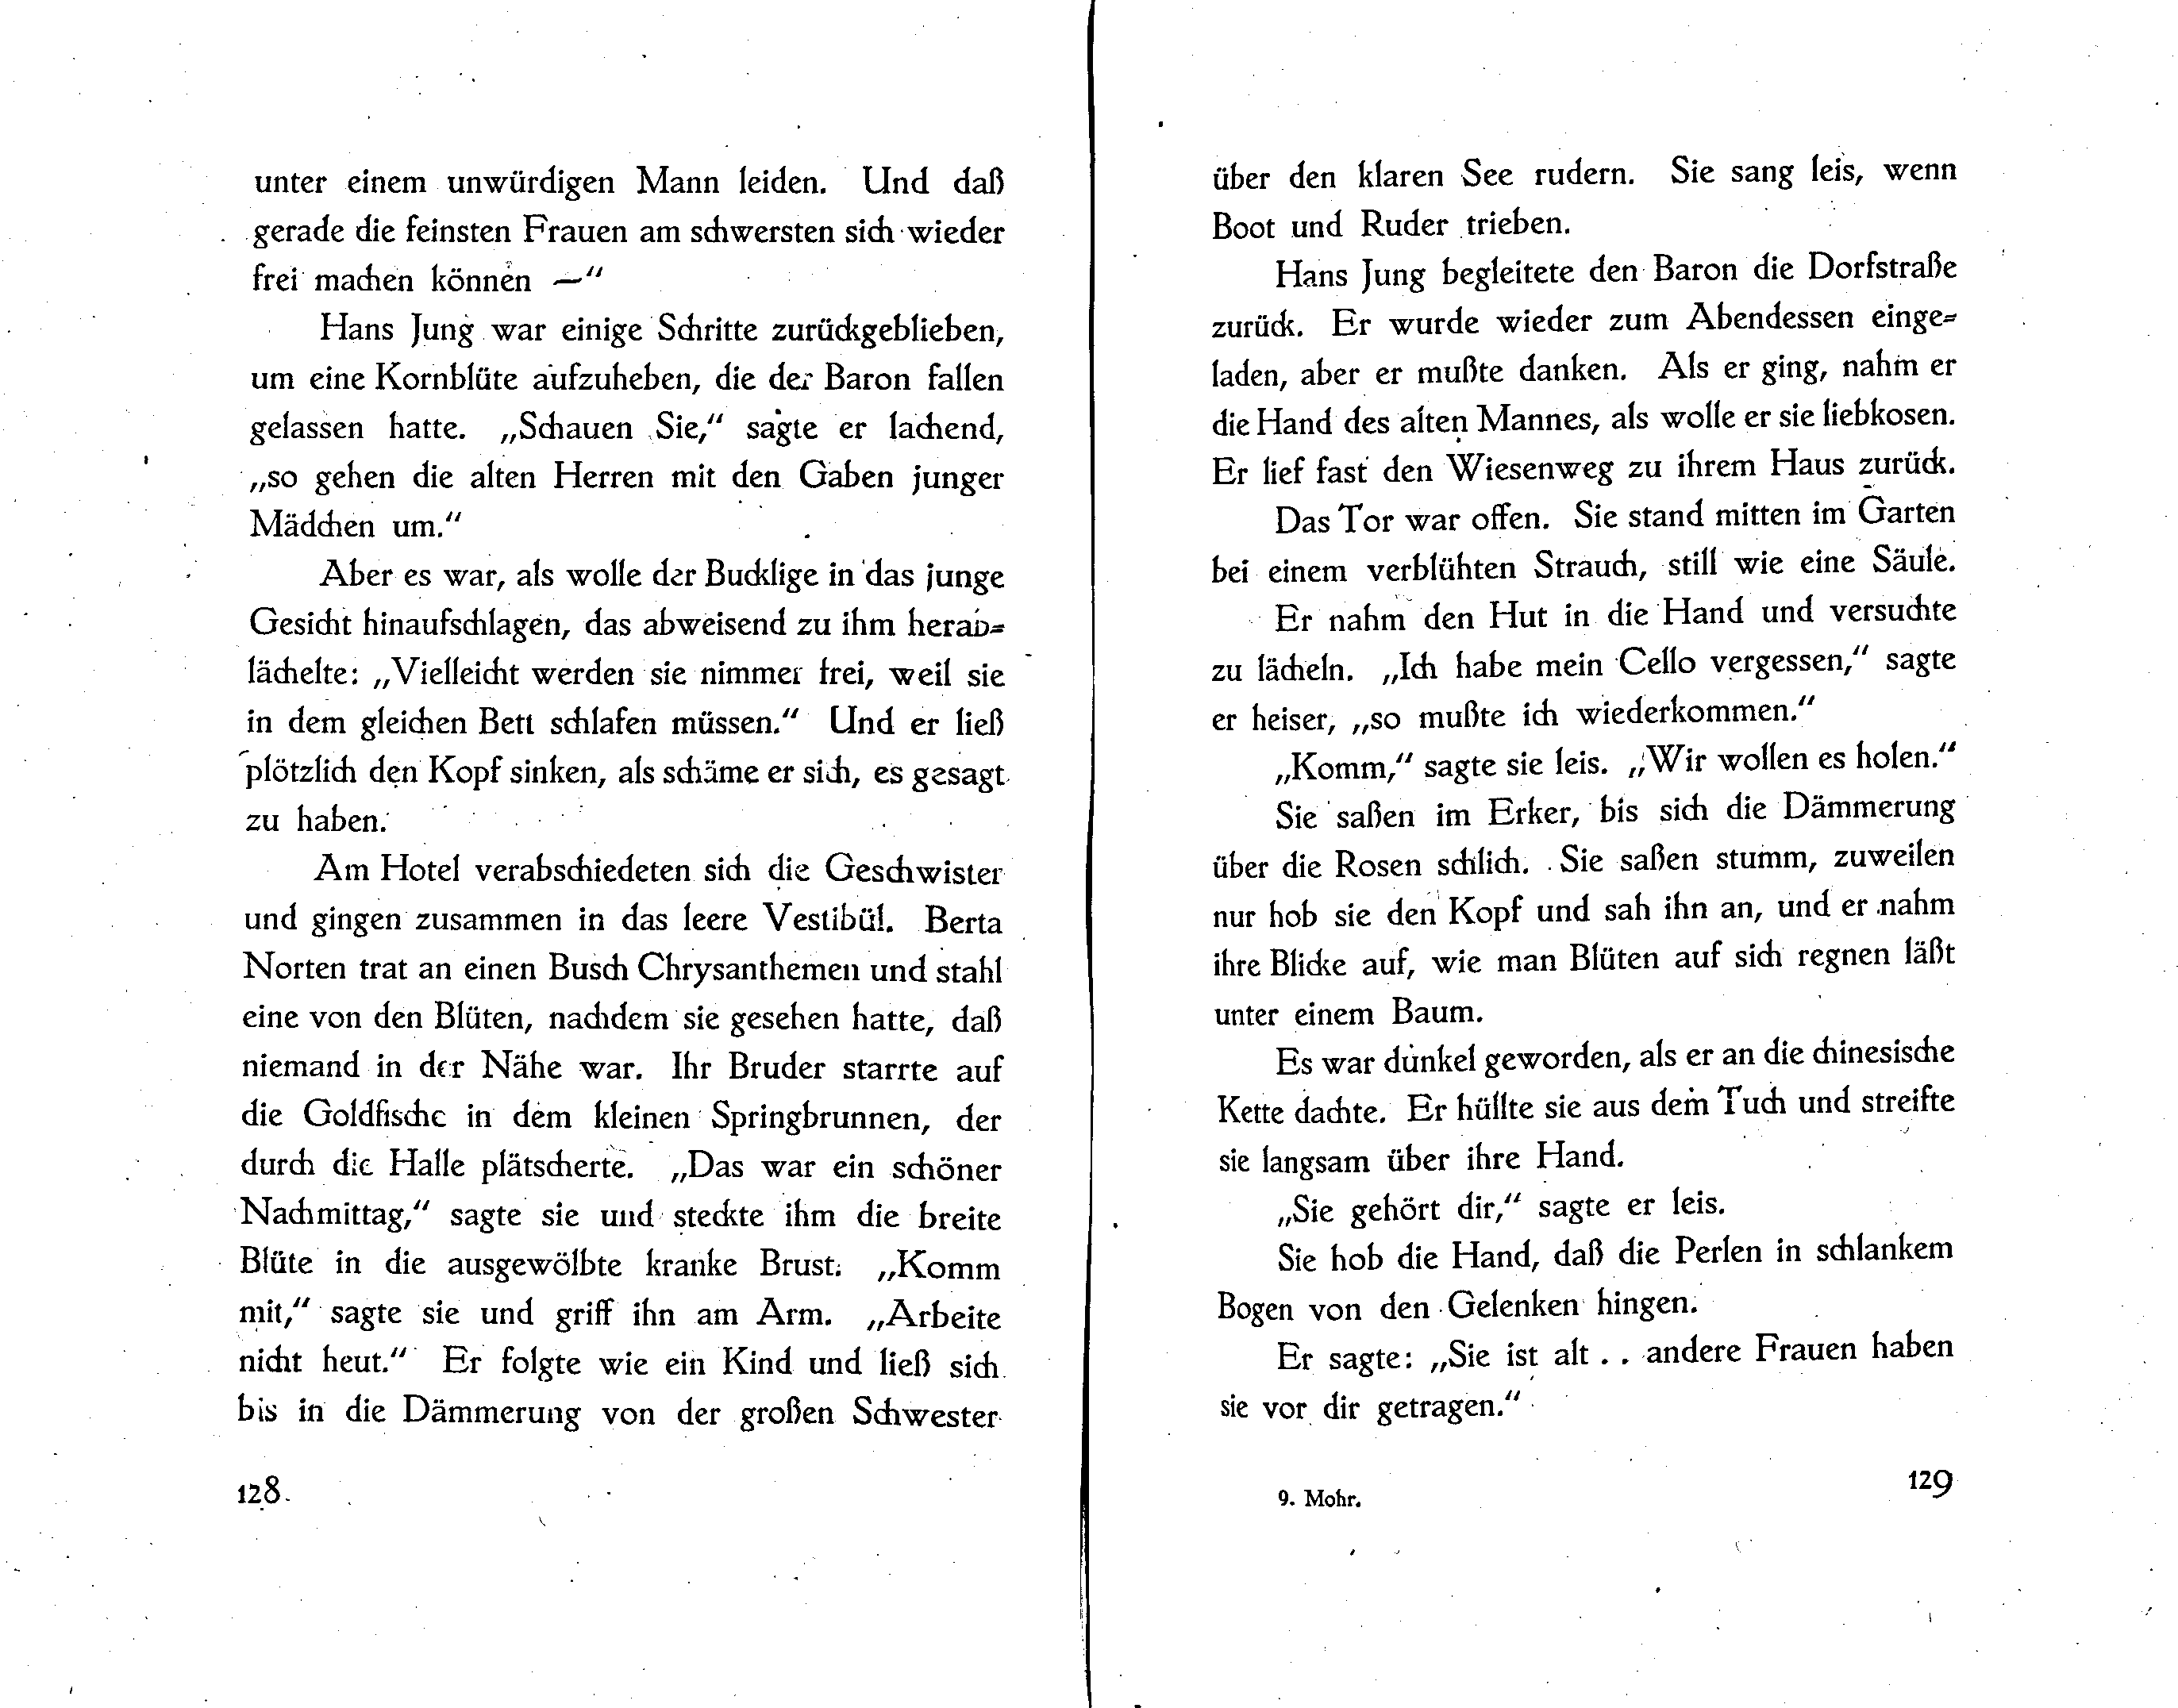 unter einem unwürdigen Mann leiden. Und daß
gerade die feinsten Frauen am schwersten sich wieder
frei machen können —“
Hans Jung war einige Schritte zurückgeblieben,
um eine Kornblüte aufzuheben, die der Baron fallen
gelassen hatte. „Schauen Sie,“ sagte er lachend,
„so gehen die alten Herren mit den Gaben junger
Mädchen um.“
Aber es war, als wolle der Bucklige in das junge
Gesicht hinaufschlagen, das abweisend zu ihm herab-
lächelte: „Vielleicht werden sie nimmer frei, weil sie
in dem gleichen Bett schlafen müssen.“ Und er ließ
plötzlich den Kopf sinken, als schäme er sich, es gesagt
zu haben.
Am Hotel verabschiedeten sich die Geschwister
und gingen zusammen in das leere Vestibül. Berta
Norten trat an einen Busch Chrysanthemen und stahl
eine von den Blüten, nachdem sie gesehen hatte, daß
niemand in der Nähe war. Ihr Bruder starrte auf
die Goldfische in dem kleinen Springbrunnen, der
durch die Halle plätscherte. „Das war ein schöner
Nachmittag,“ sagte sie und steckte ihm die breite
Blüte in die ausgewölbte kranke Brust. „Komm
mit,“ sagte sie und griff ihn am Arm. „Arbeite
nicht heut.“ Er folgte wie ein Kind und ließ sich
bis in die Dämmerung von der großen Schwester
128
über den klaren See rudern. Sie sang leis, wenn
Boot und Ruder trieben.
Hans Jung begleitete den Baron die Dorfstraße
zurück. Er wurde wieder zum Abendessen einge-
laden, aber er mußte danken. Als er ging, nahm er
die Hand des alten Mannes, als wolle er sie liebkosen.
Er lief fast den Wiesenweg zu ihrem Haus zurück.
Das Tor war offen. Sie stand mitten im Garten
bei einem verblühten Strauch, still wie eine Säule.
Er nahm den Hut in die Hand und versuchte
zu lächeln. „Ich habe mein Cello vergessen,“ sagte
er heiser, „so mußte ich wiederkommen.“
„Komm,“ sagte sie leis. „Wir wollen es holen.“
Sie saßen im Erker, bis sich die Dämmerung
über die Rosen schlich. Sie saßen stumm, zuweilen
nur hob sie den Kopf und sah ihn an, und er nahm
ihre Blicke auf, wie man Blüten auf sich regnen läßt
unter einem Baum.
Es war dunkel geworden, als er an die chinesische
Kette dachte. Er hüllte sie aus dem Tuch und streifte
sie langsam über ihre Hand.
„Sie gehört dir,“ sagte er leis.
Sie hob die Hand, daß die Perlen in schlankem
Bogen von den Gelenken hingen.
Er sagte: „Sie ist alt . . andere Frauen haben
sie vor dir getragen.“
9. Mohr.
129